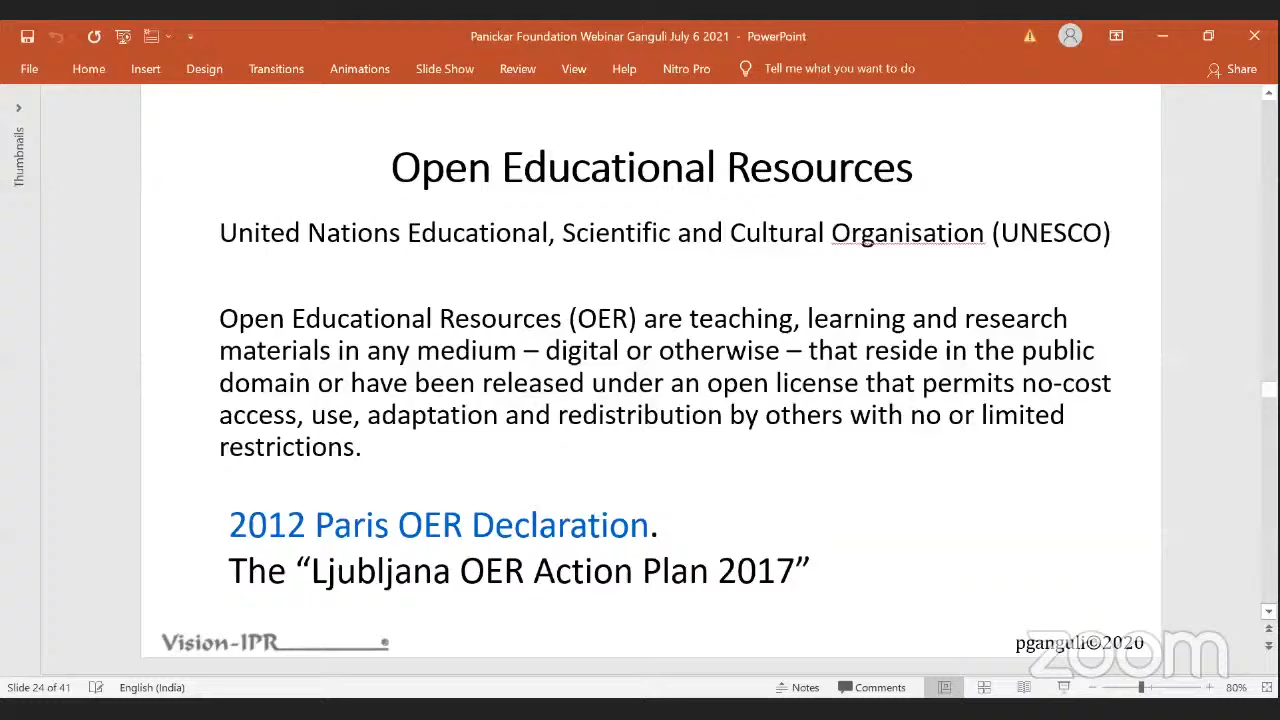 Panickar Foundation Webinar Ganguli July 6 2021 - PowerPoint
File Home Insert Design Transitions Animations Slide Show Review View Help Nitro Pro Tell me what you want to do Share
Thumbnails
Open Educational Resources
United Nations Educational, Scientific and Cultural Organisation (UNESCO)
Open Educational Resources (OER) are teaching, learning and research
materials in any medium – digital or otherwise – that reside in the public
domain or have been released under an open license that permits no-cost
access, use, adaptation and redistribution by others with no or limited
restrictions.
2012 Paris OER Declaration.
The “Ljubljana OER Action Plan 2017”
Vision-IPR
pganguli©2020
zoom
Slide 24 of 41 English (India) Notes Comments 80%